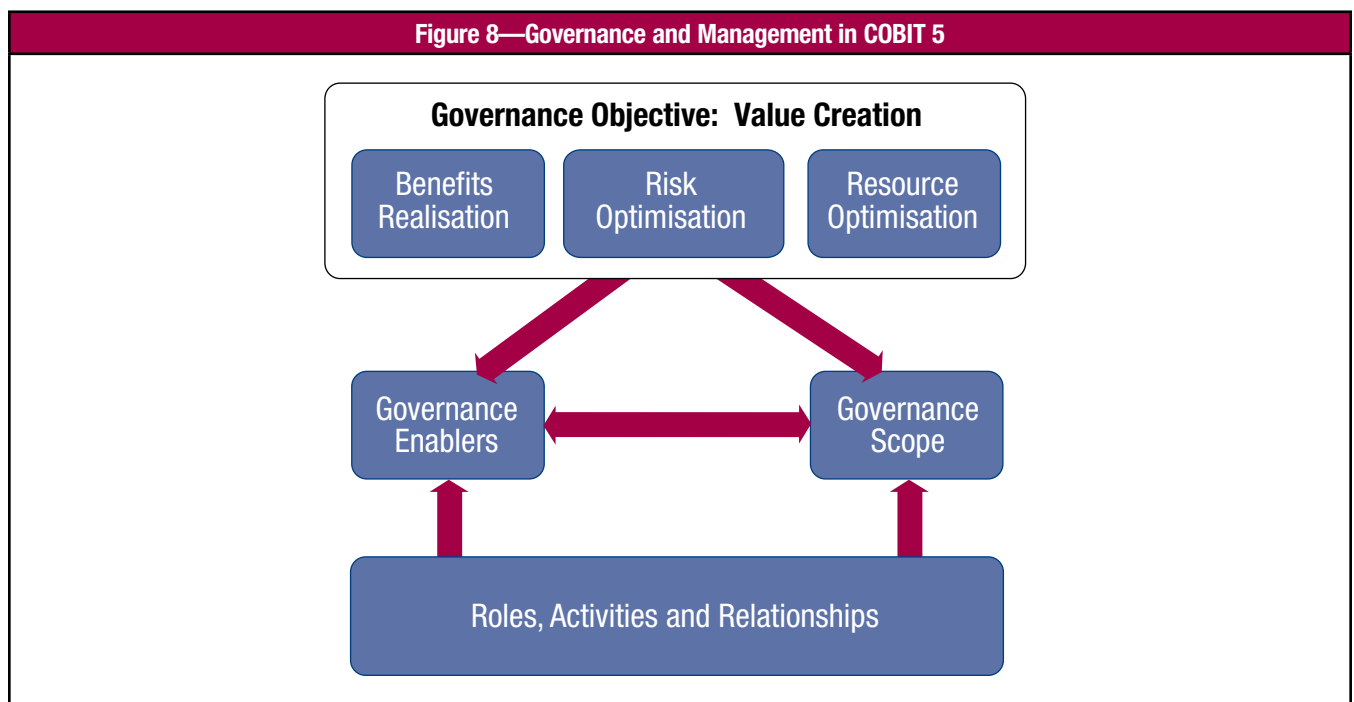 Figure 8—Governance and Management in COBIT 5
Governance Objective: Value Creation
Benefits
Realisation
Risk
Optimisation
Resource
Optimisation
Governance
Enablers
Governance
Scope
Roles, Activities and Relationships